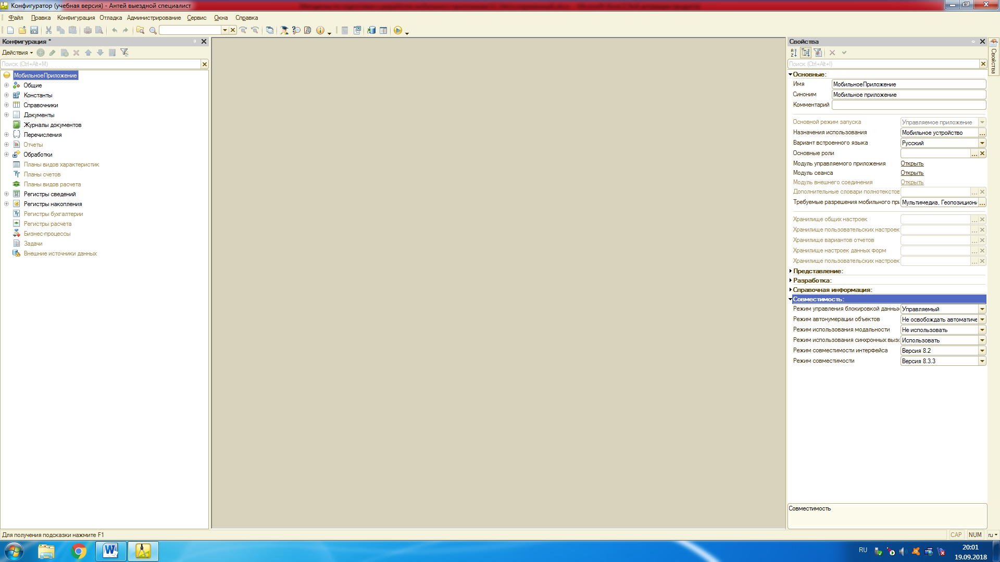 Конфигуратор (учебная версия) - Антей выездной специалист
Файл Правка Конфигурация Отладка Администрирование Сервис Окна Справка
Конфигурация *
Действия
Поиск (Ctrl+Alt+M)
МобильноеПриложение
Общие
Константы
Справочники
Документы
Журналы документов
Перечисления
Отчеты
Обработки
Планы видов характеристик
Планы счетов
Планы видов расчета
Регистры сведений
Регистры накопления
Регистры бухгалтерии
Регистры расчета
Бизнес-процессы
Задачи
Внешние источники данных
Свойства
Свойства
Поиск (Ctrl+Alt+I)
Основные:
Имя МобильноеПриложение
Синоним Мобильное приложение
Комментарий
Основной режим запуска Управляемое приложение
Назначения использования Мобильное устройство ...
Вариант встроенного языка Русский
Основные роли ...
Модуль управляемого приложения Открыть
Модуль сеанса Открыть
Модуль внешнего соединения Открыть
Дополнительные словари полнотекстов ...
Требуемые разрешения мобильного при Мультимедиа, Геопозициони ...
Хранилище общих настроек ...
Хранилище пользовательских настроек ...
Хранилище вариантов отчетов ...
Хранилище настроек данных форм ...
Хранилище пользовательских настроек ...
Представление:
Разработка:
Справочная информация:
Совместимость:
Режим управления блокировкой данны Управляемый
Режим автонумерации объектов Не освобождать автоматиче
Режим использования модальности Не использовать
Режим использования синхронных вызо Использовать
Режим совместимости интерфейса Версия 8.2
Режим совместимости Версия 8.3.3
Совместимость
Для получения подсказки нажмите F1
CAP NUM ru
RU
20:01
19.09.2018